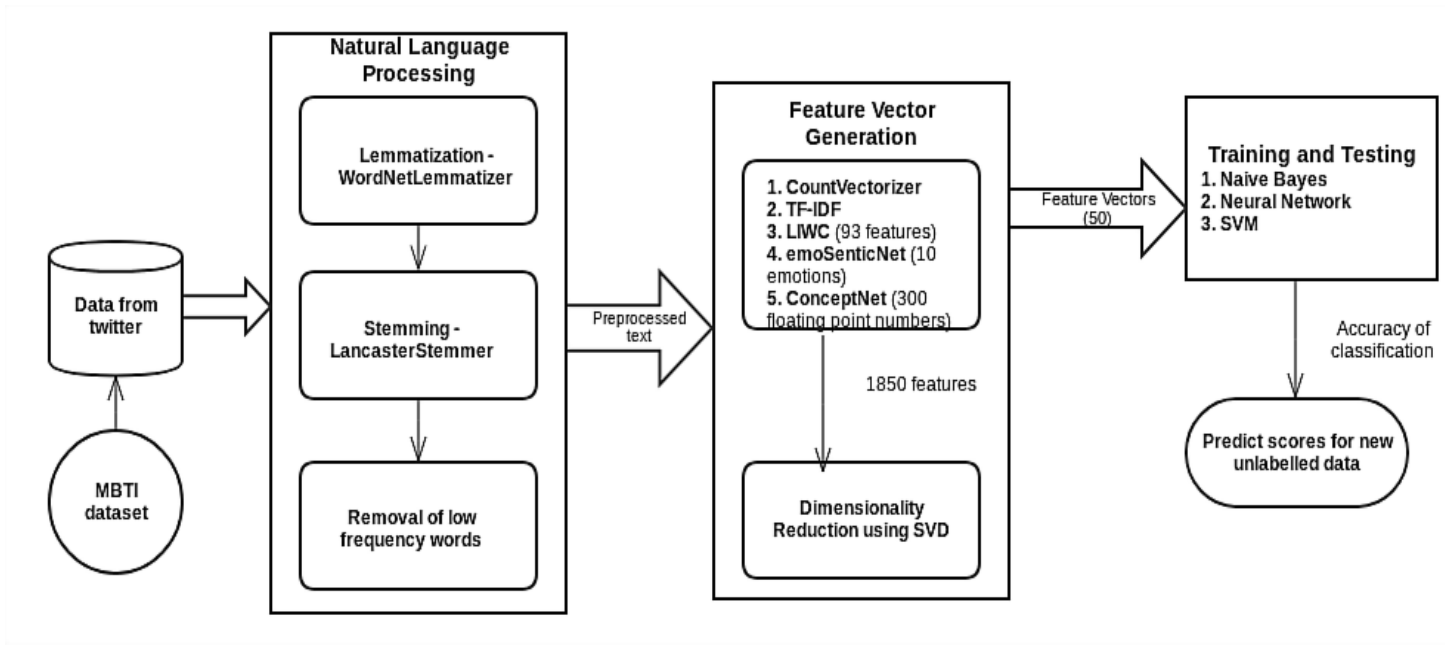 Data from
twitter
MBTI
dataset
Natural Language
Processing
Lemmatization -
WordNetLemmatizer
Stemming -
LancasterStemmer
Removal of low
frequency words
Preprocessed
text
Feature Vector
Generation
1. CountVectorizer
2. TF-IDF
3. LIWC (93 features)
4. emoSenticNet (10
emotions)
5. ConceptNet (300
floating point numbers)
1850 features
Dimensionality
Reduction using SVD
Feature Vectors
(50)
Training and Testing
1. Naive Bayes
2. Neural Network
3. SVM
Accuracy of
classification
Predict scores for new
unlabelled data